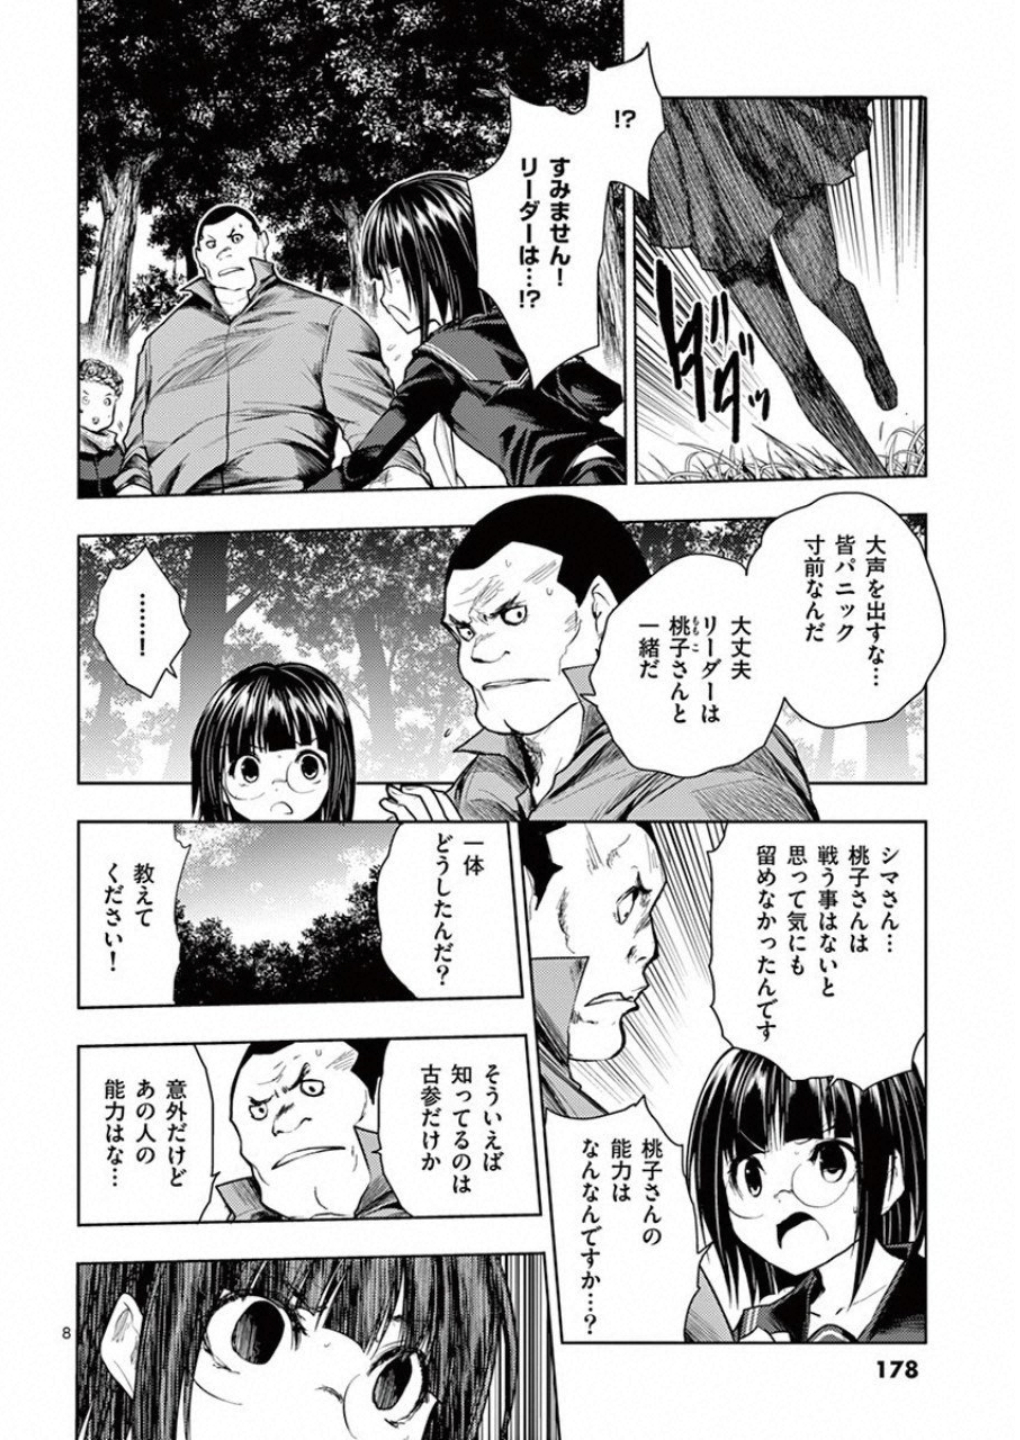 ダダダッ
!?
すみません!
リーダーは…!?
大声を出すな…
皆パニック
寸前なんだ
大丈夫
リーダーは
桃子さんと
ももこ
一緒だ
………!
シマさん…
桃子さんは
戦う事はないと
思って気にも
留めなかったんです
桃子さんの
能力は
なんなんですか…?
一体
どうしたんだ?
教えて
ください!
そういえば
知ってるのは
古参だけか
意外だけど
あの人の
能力はな…
8
178